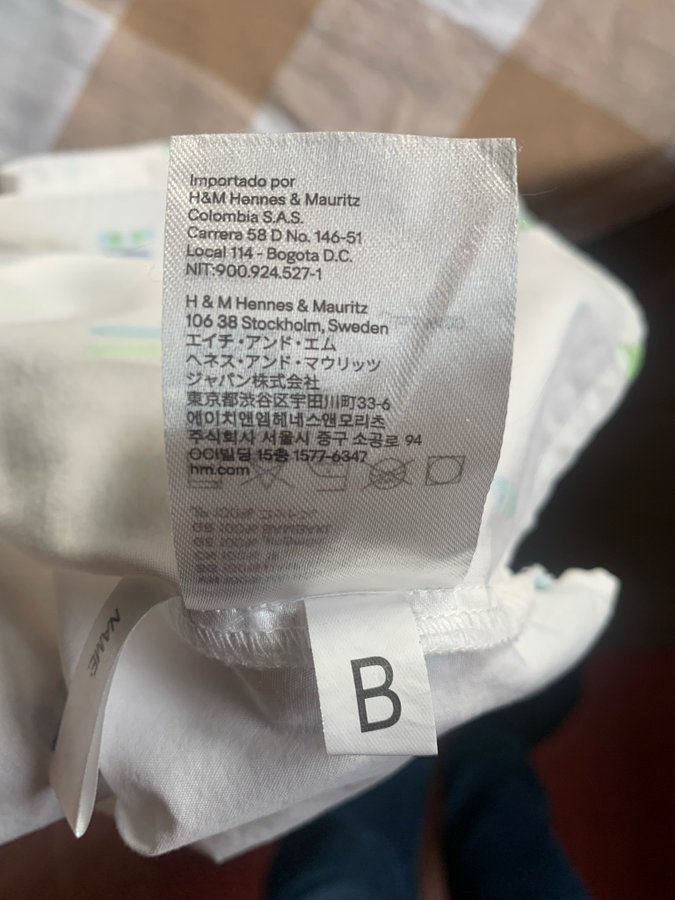 Importado por
H&M Hennes & Mauritz
Colombia S.A.S.
Carrera 58 D No. 146-51
Local 114 - Bogota D.C.
NIT:900.924.527-1
H & M Hennes & Mauritz
106 38 Stockholm, Sweden
エイチ・アンド・エム
ヘネス・アンド・マウリッツ
ジャパン株式会社
東京都渋谷区宇田川町33-6
에이치앤엠헤네스앤모리츠
주식회사 서울시 중구 소공로 94
OCI빌딩 15층 1577-6347
hm.com
NAME
B